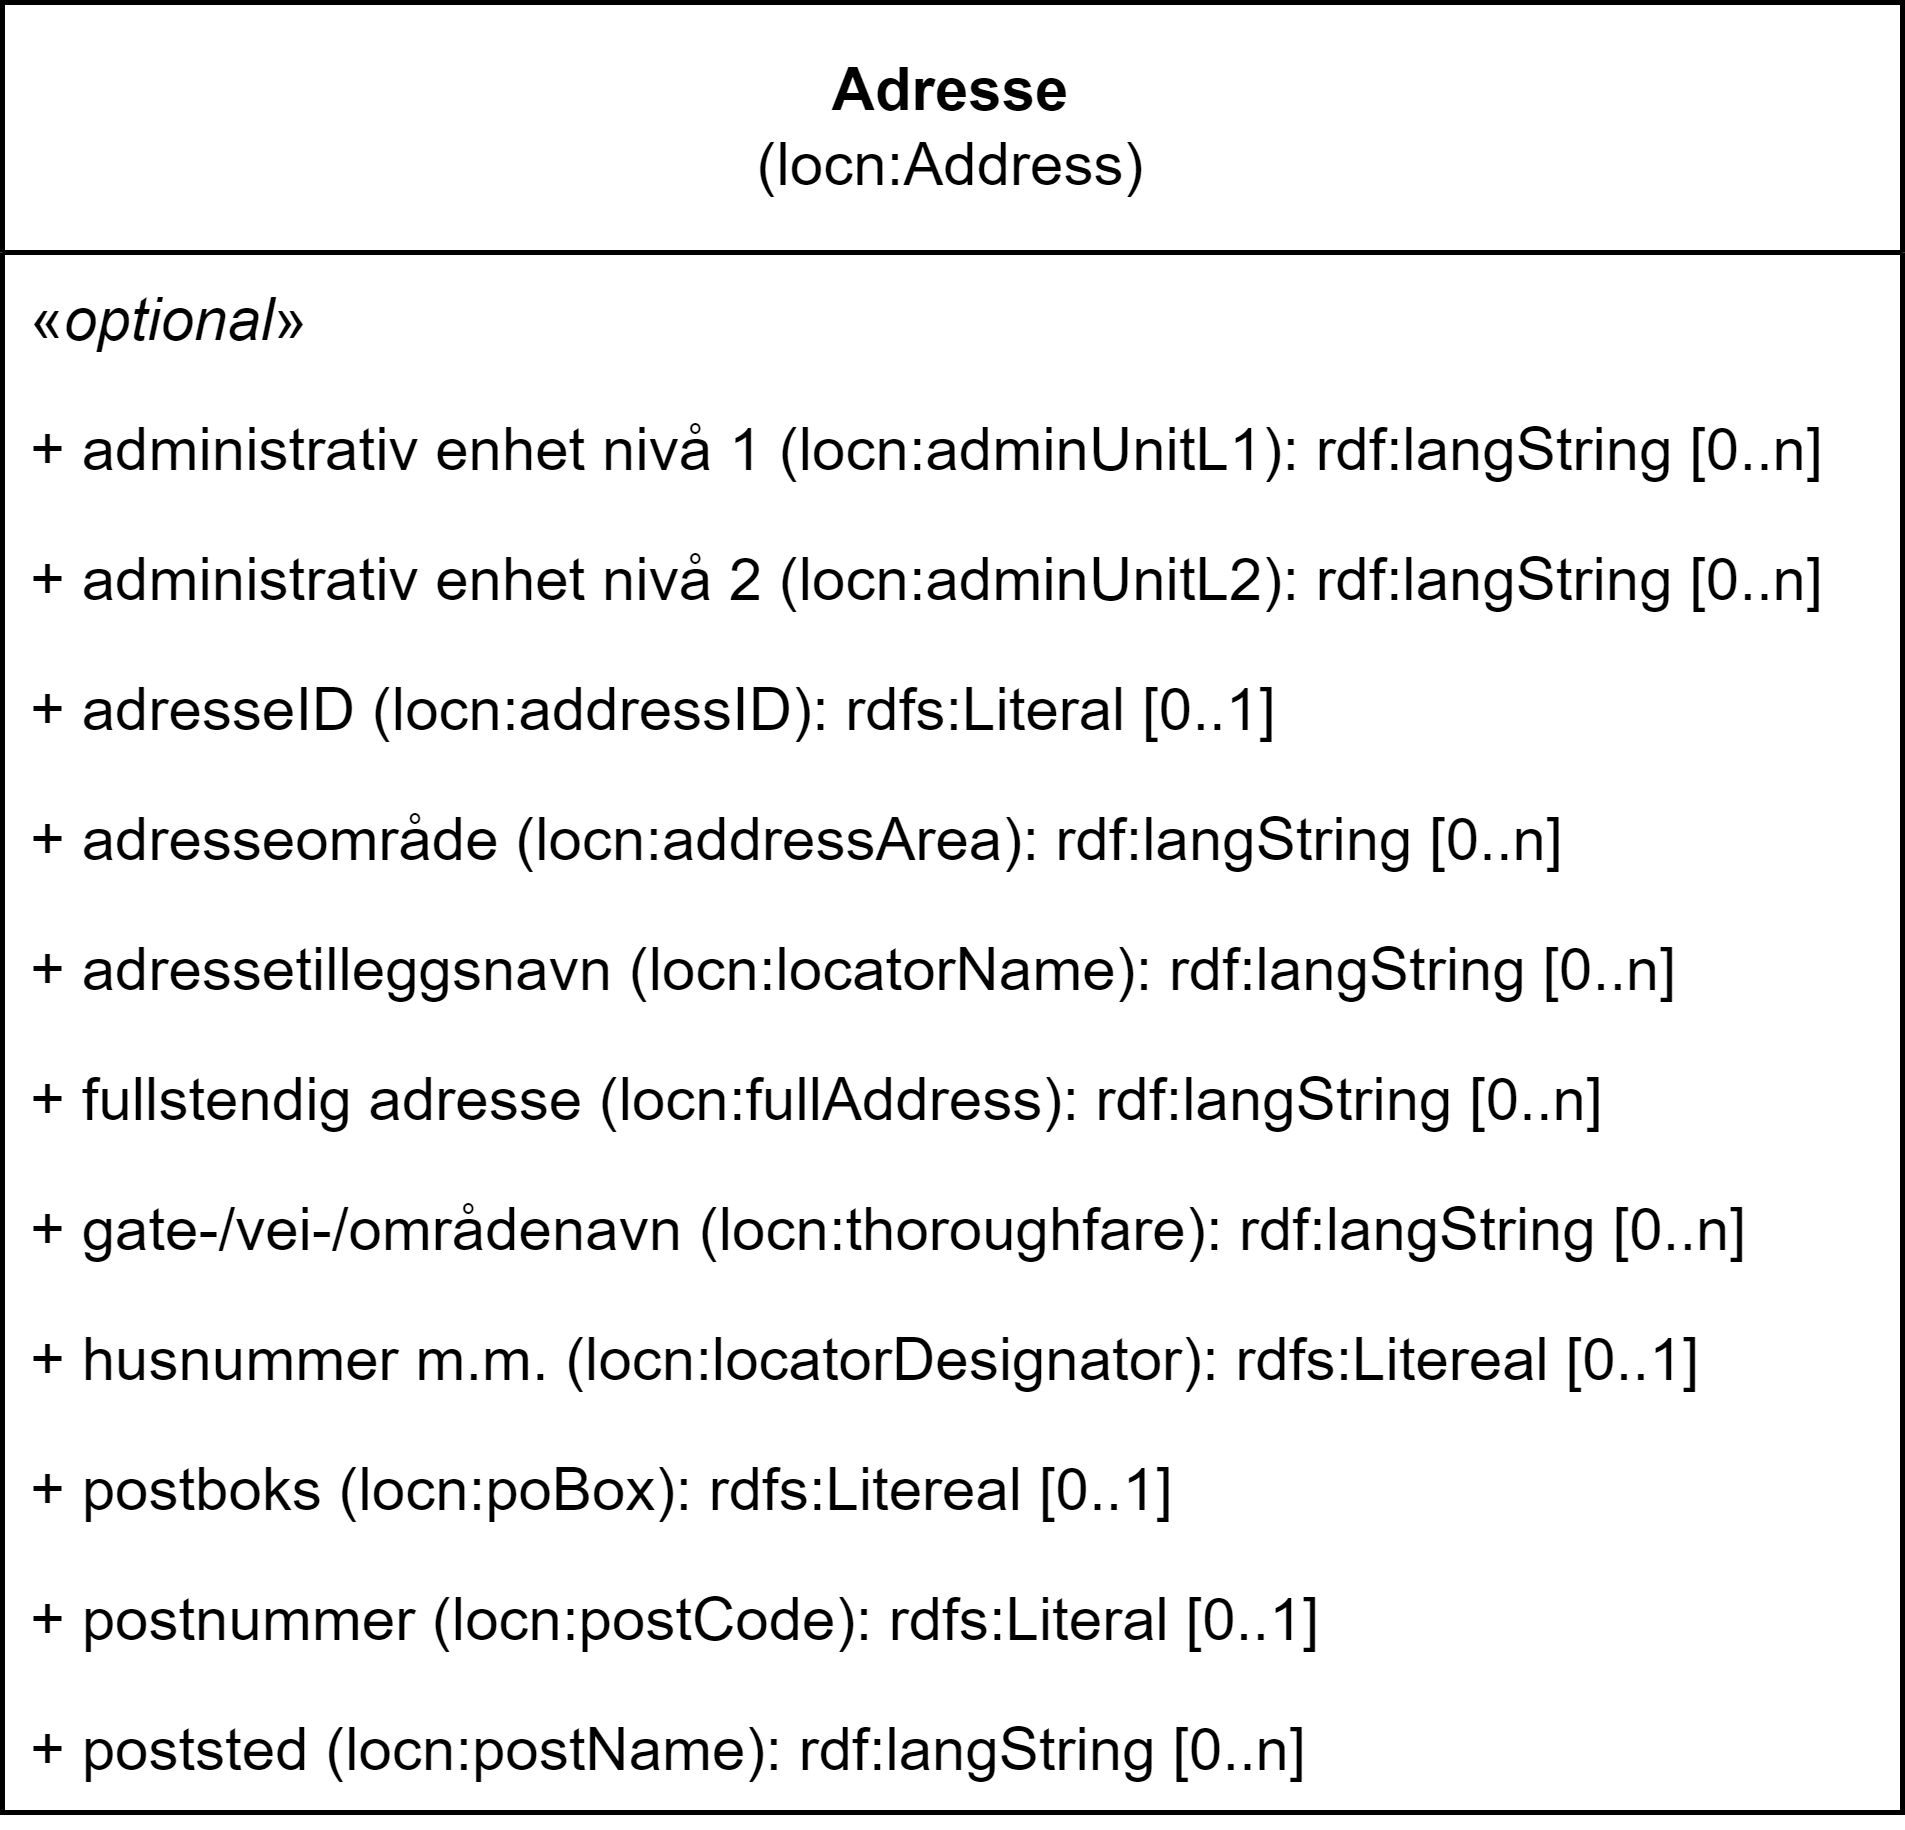 Adresse
(locn:Address)
«optional»
+ administrativ enhet nivå 1 (locn:adminUnitL1): rdf:langString [0..n]
+ administrativ enhet nivå 2 (locn:adminUnitL2): rdf:langString [0..n]
+ adresseID (locn:addressID): rdfs:Literal [0..1]
+ adresseområde (locn:addressArea): rdf:langString [0..n]
+ adressetilleggsnavn (locn:locatorName): rdf:langString [0..n]
+ fullstendig adresse (locn:fullAddress): rdf:langString [0..n]
+ gate-/vei-/områdenavn (locn:thoroughfare): rdf:langString [0..n]
+ husnummer m.m. (locn:locatorDesignator): rdfs:Litereal [0..1]
+ postboks (locn:poBox): rdfs:Litereal [0..1]
+ postnummer (locn:postCode): rdfs:Literal [0..1]
+ poststed (locn:postName): rdf:langString [0..n]